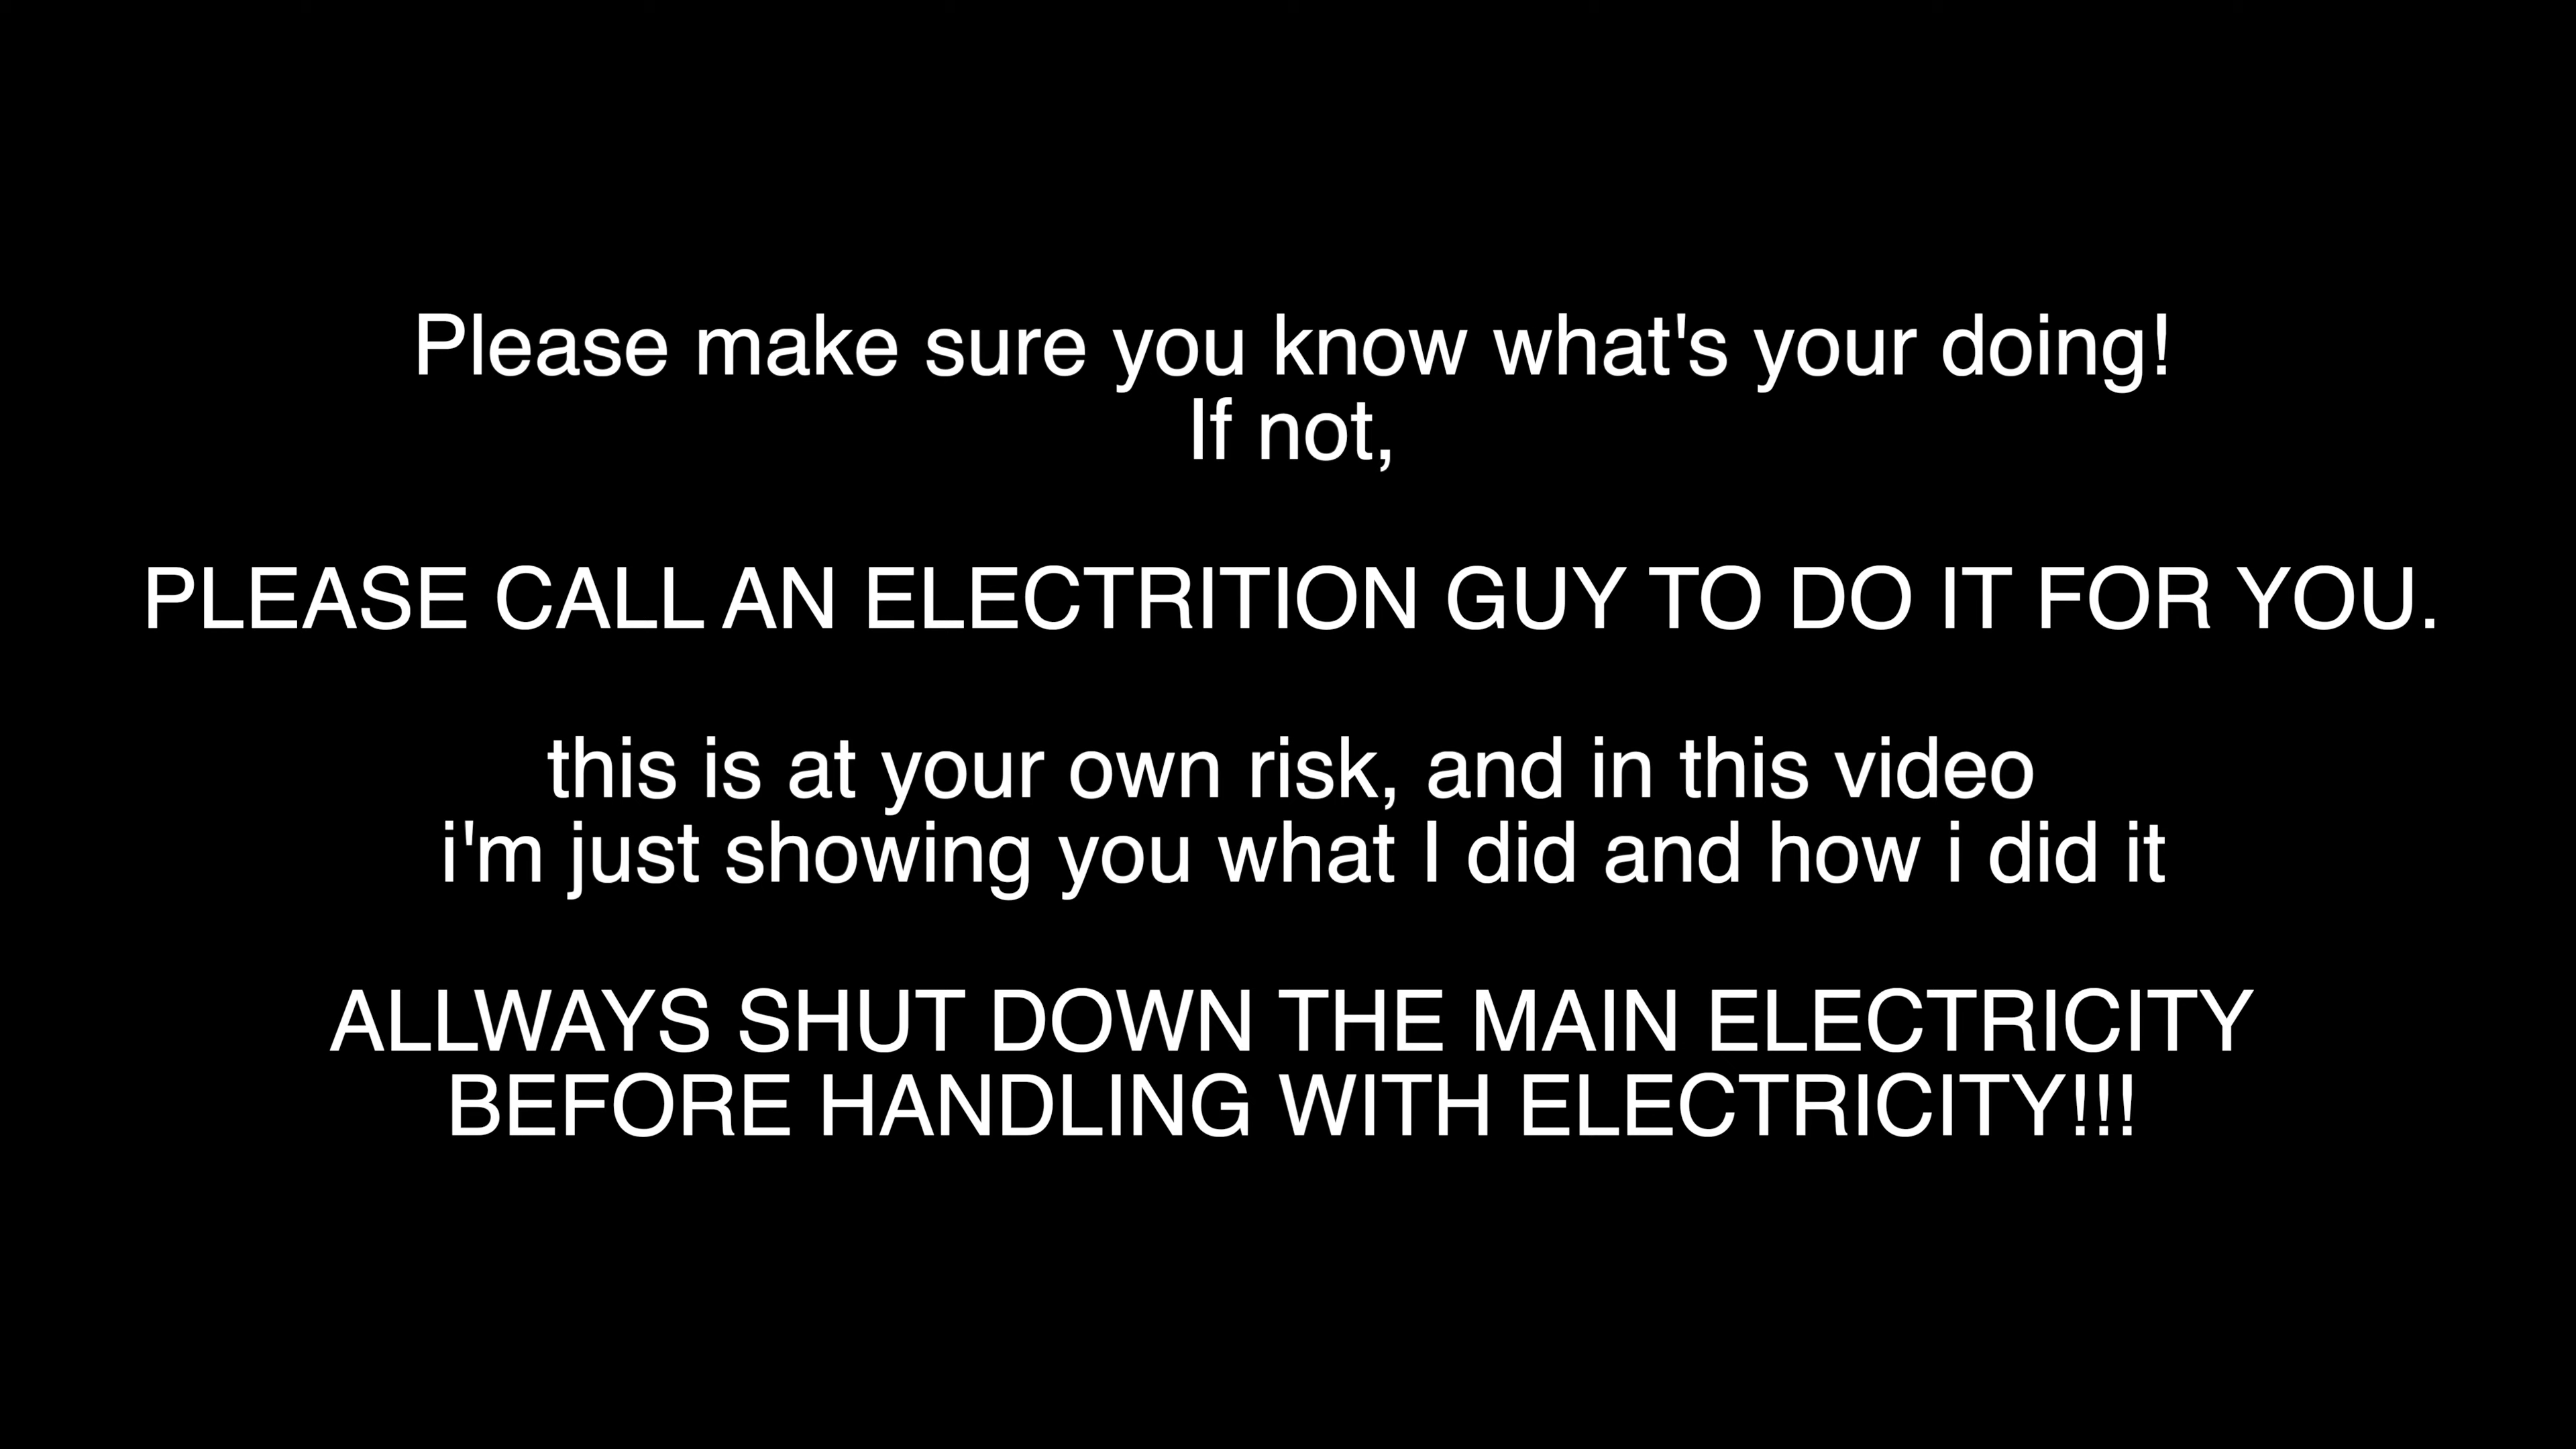 Please make sure you know what's your doing!
If not,
PLEASE CALL AN ELECTRITION GUY TO DO IT FOR YOU.
this is at your own risk, and in this video
i'm just showing you what I did and how i did it
ALLWAYS SHUT DOWN THE MAIN ELECTRICITY
BEFORE HANDLING WITH ELECTRICITY!!!